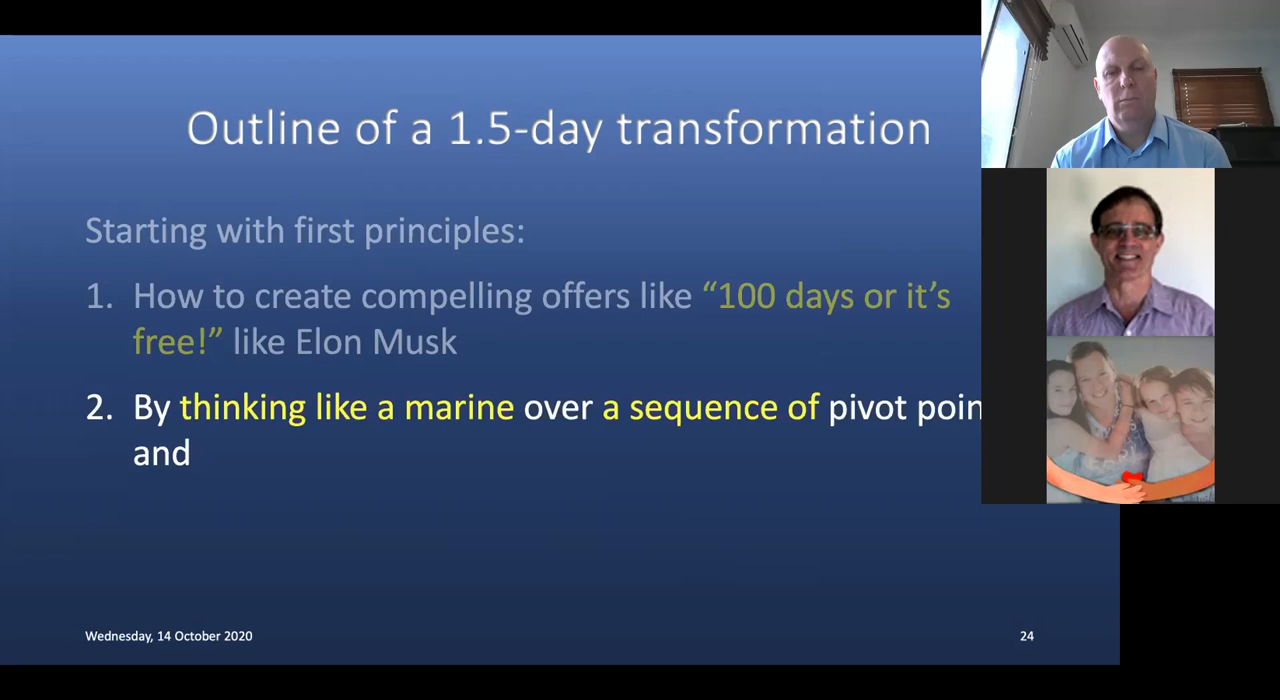 Outline of a 1.5-day transformation
Starting with first principles:
1. How to create compelling offers like “100 days or it’s
free!” like Elon Musk
2. By thinking like a marine over a sequence of pivot
and
Wednesday, 14 October 2020
24